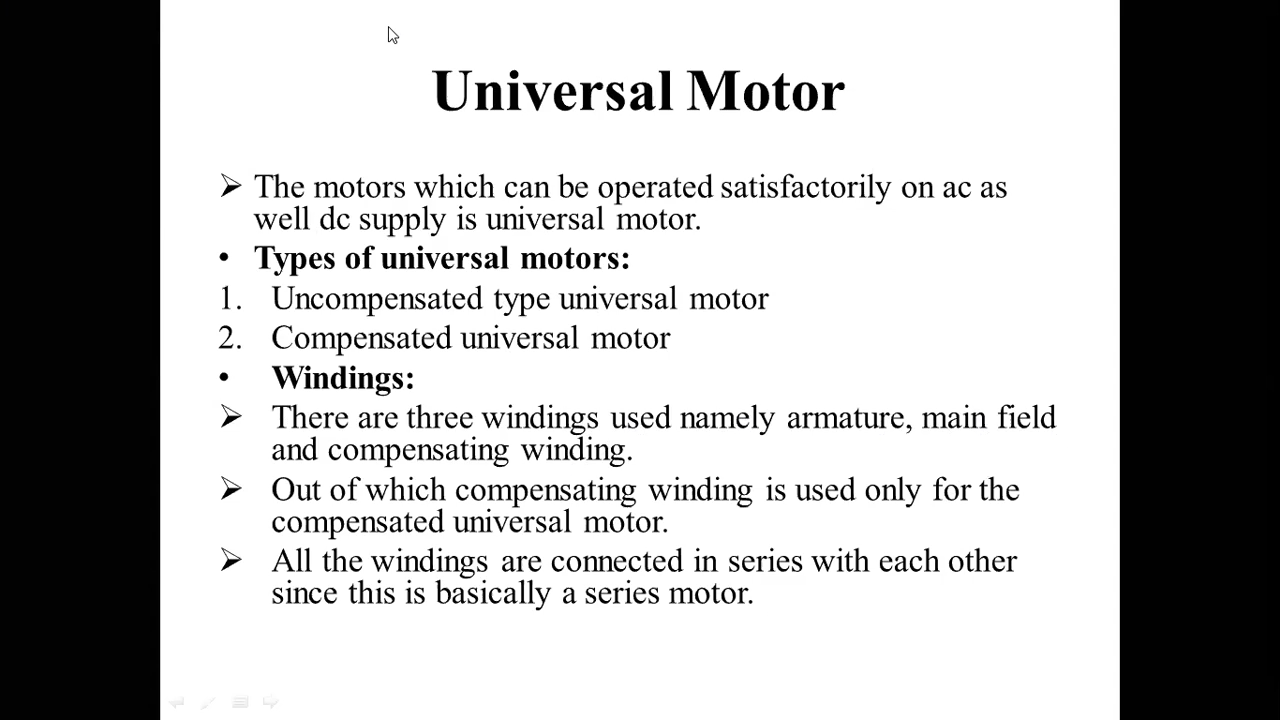 Universal Motor
➢ The motors which can be operated satisfactorily on ac as
well dc supply is universal motor.
• Types of universal motors:
1. Uncompensated type universal motor
2. Compensated universal motor
• Windings:
➢ There are three windings used namely armature, main field
and compensating winding.
➢ Out of which compensating winding is used only for the
compensated universal motor.
➢ All the windings are connected in series with each other
since this is basically a series motor.